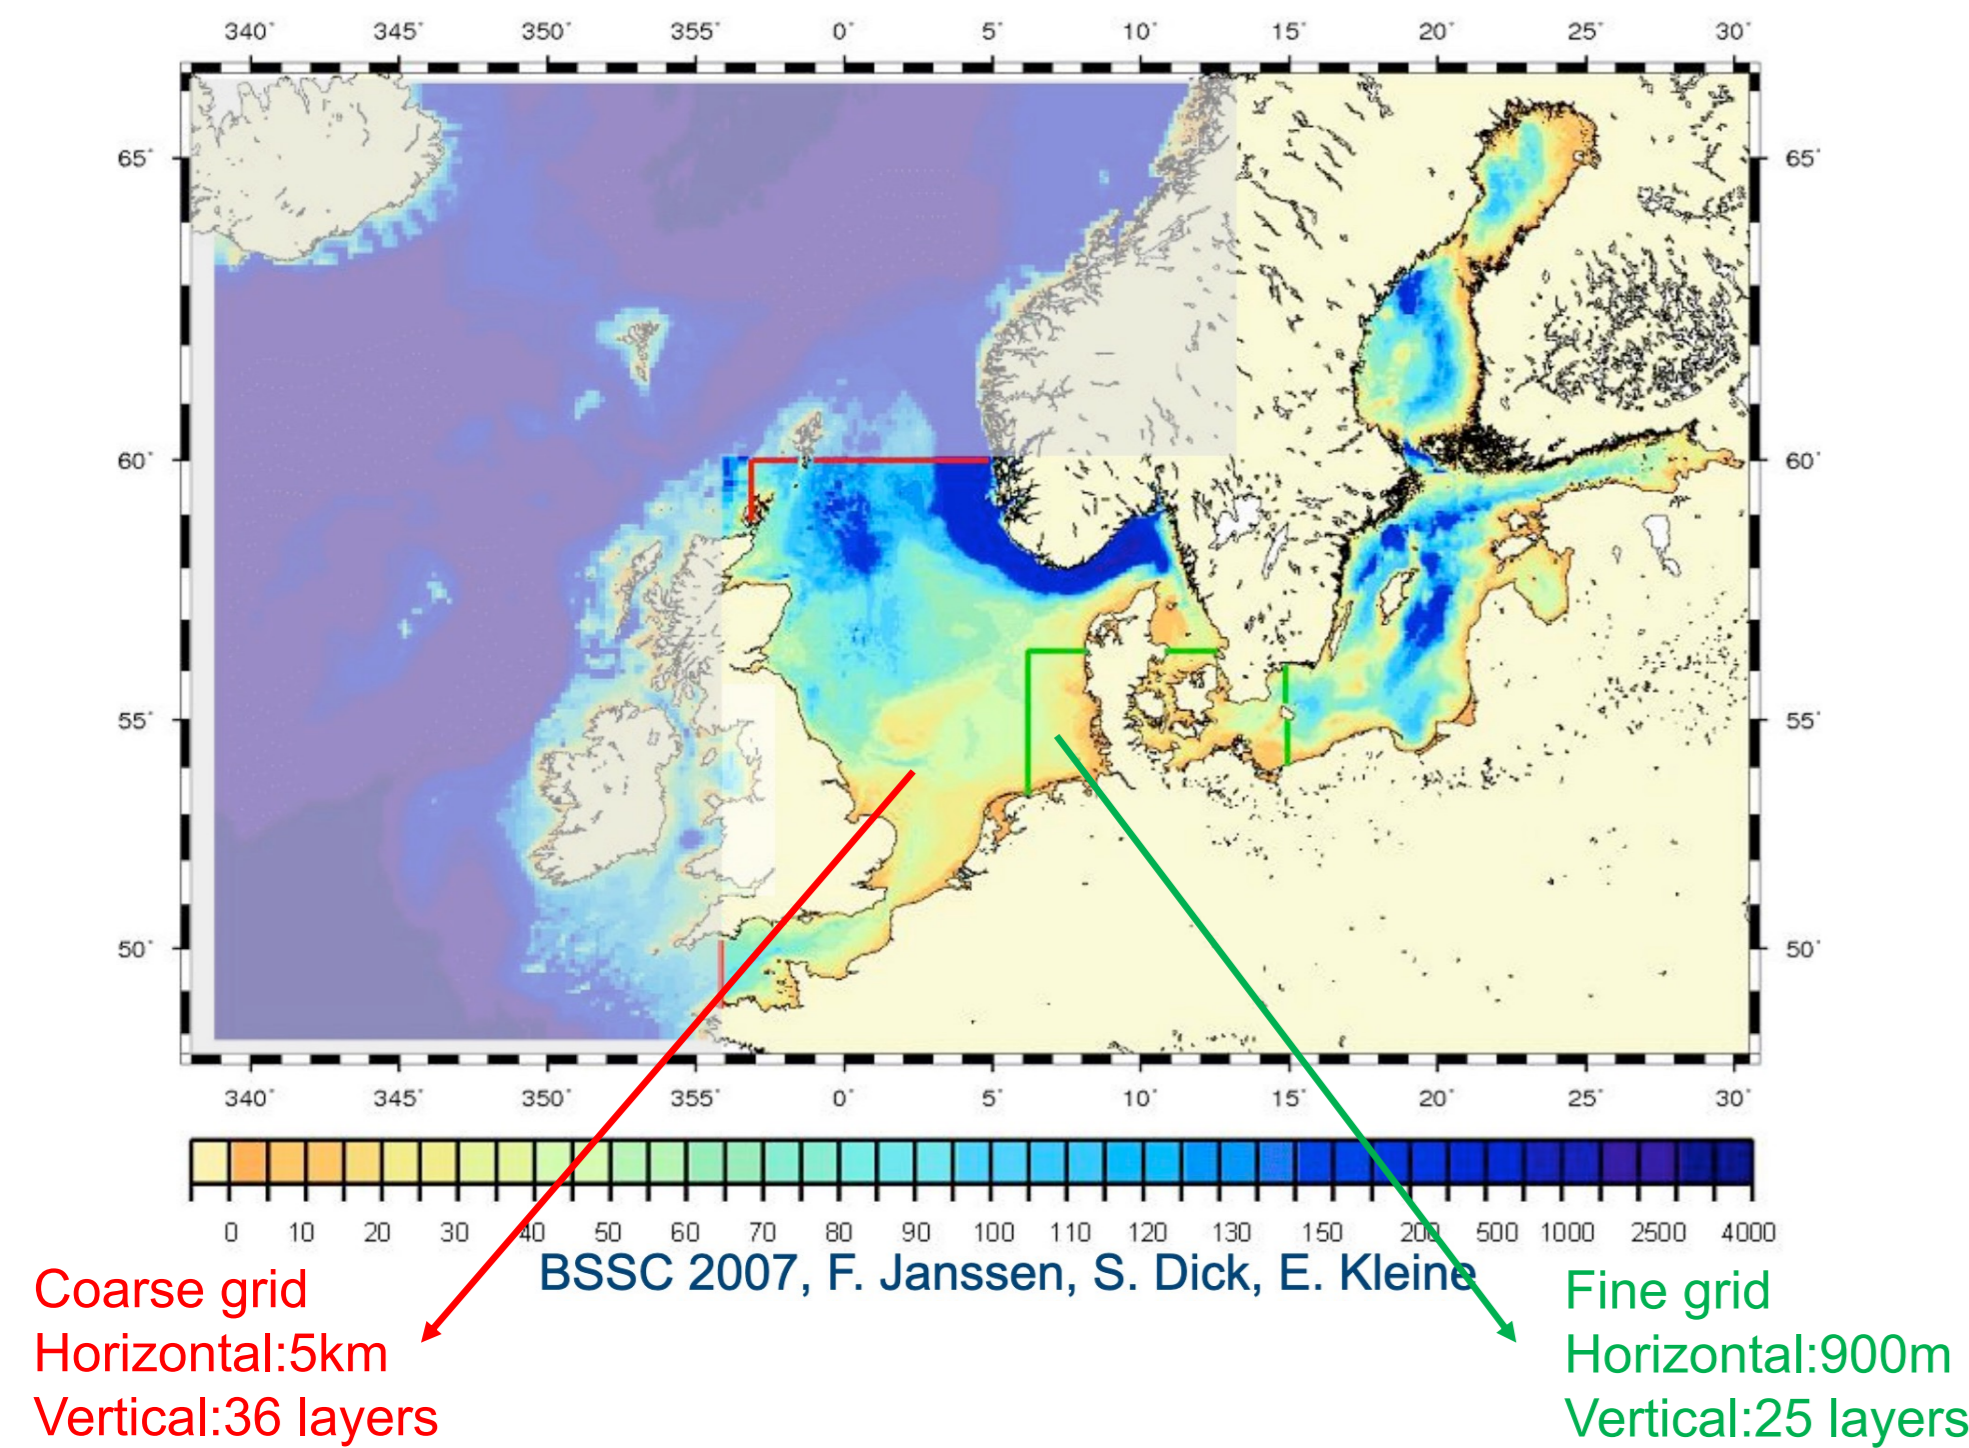 340° 345° 350° 355° 0° 5° 10° 15° 20° 25° 30°
65° 65°
60° 60°
55° 55°
50° 50°
340° 345° 350° 355° 0° 5° 10° 15° 20° 25° 30°
0 10 20 30 40 50 60 70 80 90 100 110 120 130 150 200 500 1000 2500 4000
BSSC 2007, F. Janssen, S. Dick, E. Kleine
Coarse grid
Horizontal:5km
Vertical:36 layers
Fine grid
Horizontal:900m
Vertical:25 layers